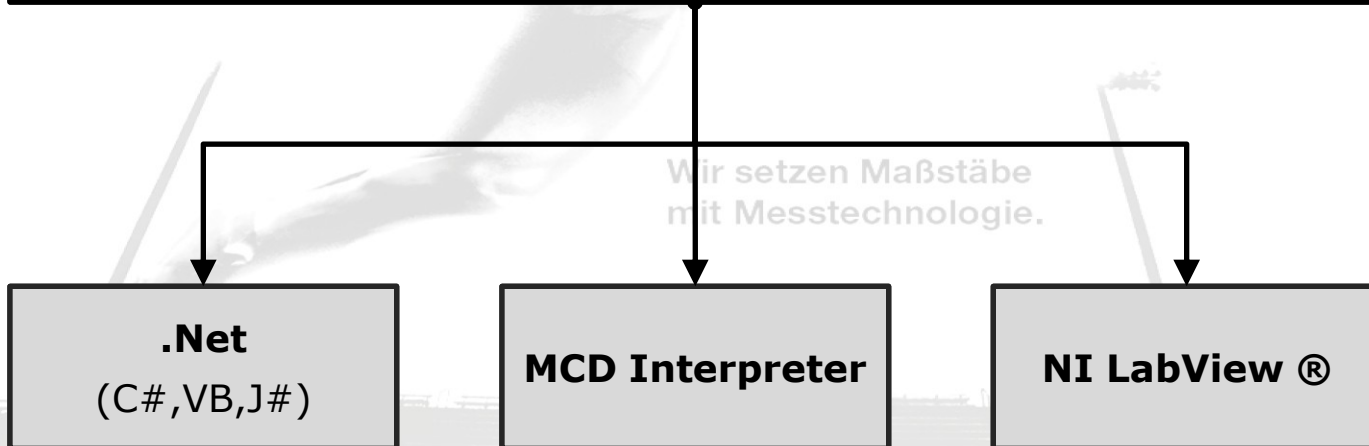 Wir setzen Maßstäbe
mit Messtechnologie.
.Net
(C#,VB,J#)
MCD Interpreter
NI LabView ®